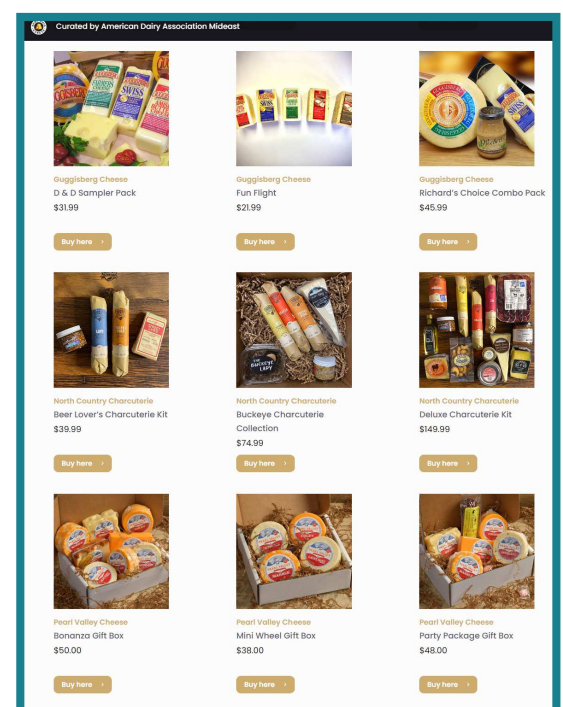 Curated by American Dairy Association Mideast
Guggisberg Cheese
D & D Sampler Pack
$31.99
Buy here
Guggisberg Cheese
Fun Flight
$21.99
Buy here
Guggisberg Cheese
Richard's Choice Combo Pack
$45.99
Buy here
North Country Charcuterie
Beer Lover's Charcuterie Kit
$39.99
Buy here
North Country Charcuterie
Buckeye Charcuterie
Collection
$74.99
Buy here
North Country Charcuterie
Deluxe Charcuterie Kit
$149.99
Buy here
Pearl Valley Cheese
Bonanza Gift Box
$50.00
Buy here
Pearl Valley Cheese
Mini Wheel Gift Box
$38.00
Buy here
Pearl Valley Cheese
Party Package Gift Box
$48.00
Buy here